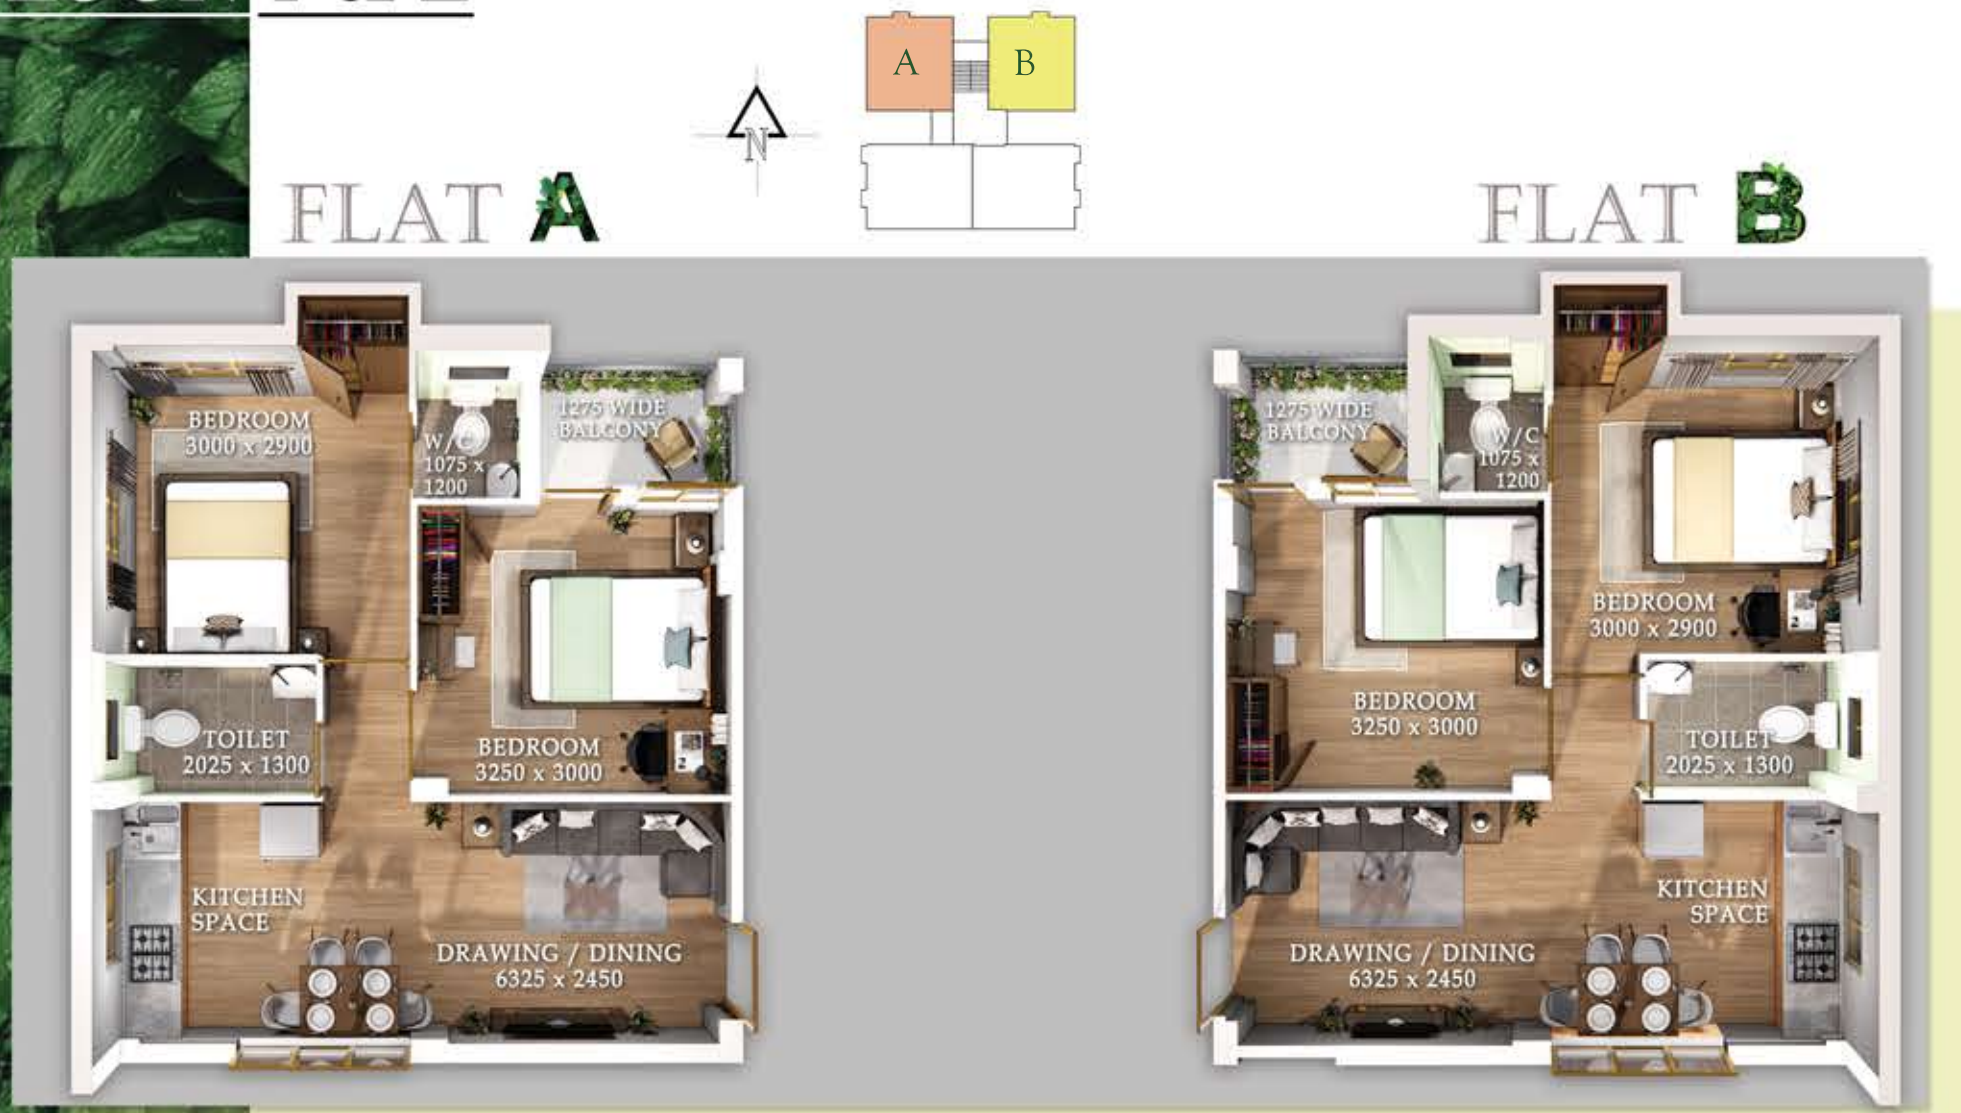 A
B
N
FLAT A
FLAT B
BEDROOM
3000 x 2900
W/C
1075 x
1200
1275 WIDE
BALCONY
TOILET
2025 x 1300
BEDROOM
3250 x 3000
KITCHEN
SPACE
DRAWING / DINING
6325 x 2450
1275 WIDE
BALCONY
W/C
1075 x
1200
BEDROOM
3000 x 2900
BEDROOM
3250 x 3000
TOILET
2025 x 1300
KITCHEN
SPACE
DRAWING / DINING
6325 x 2450